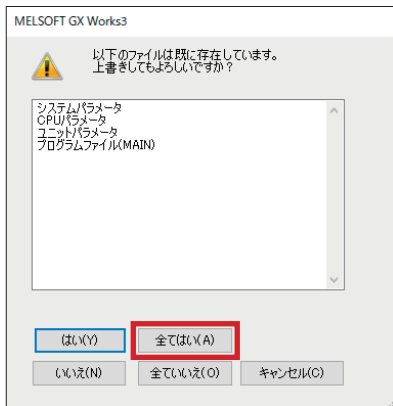 MELSOFT GX Works3
以下のファイルは既に存在しています。
上書きしてもよろしいですか？
システムパラメータ
CPUパラメータ
ユニットパラメータ
プログラムファイル(MAIN)
はい(Y)
全てはい(A)
いいえ(N)
全ていいえ(O)
キャンセル(C)